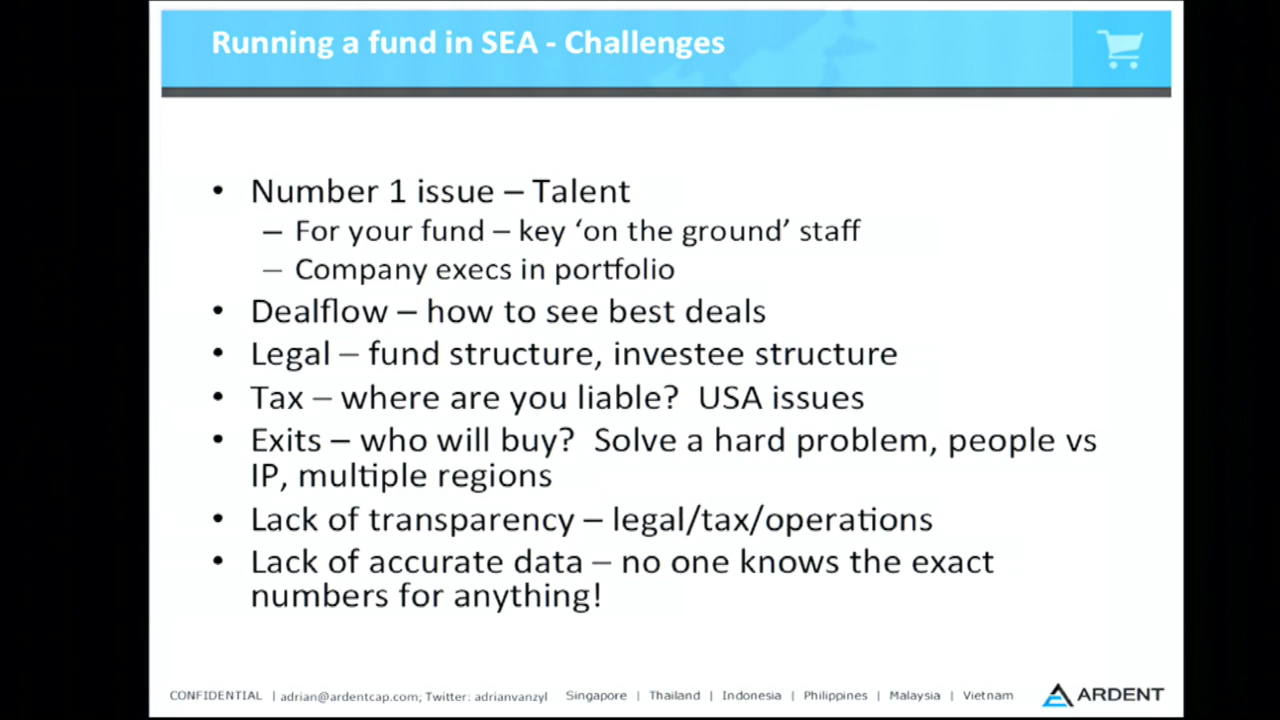 Running a fund in SEA - Challenges
• Number 1 issue – Talent
– For your fund – key ‘on the ground’ staff
– Company execs in portfolio
• Dealflow – how to see best deals
• Legal – fund structure, investee structure
• Tax – where are you liable?  USA issues
• Exits – who will buy?  Solve a hard problem, people vs
IP, multiple regions
• Lack of transparency – legal/tax/operations
• Lack of accurate data – no one knows the exact
numbers for anything!
CONFIDENTIAL | adrian@ardentcap.com; Twitter: adrianvanzyl Singapore | Thailand | Indonesia | Philippines | Malaysia | Vietnam ARDENT